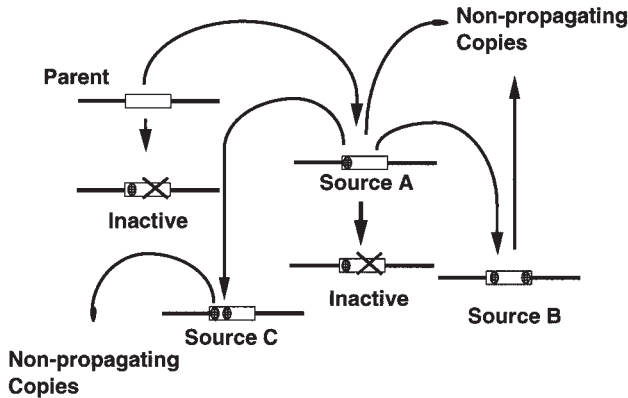 Non-propagating
Copies
Parent
Source A
Inactive
Inactive
Source B
Source C
Non-propagating
Copies